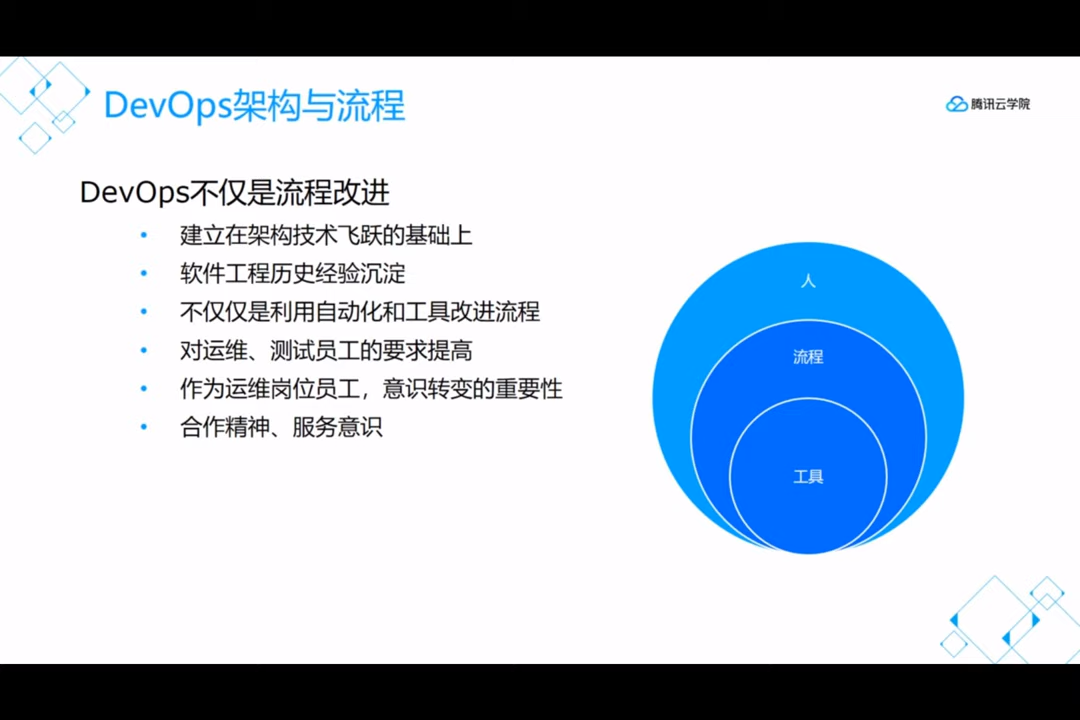 DevOps架构与流程
腾讯云学院
DevOps不仅是流程改进
• 建立在架构技术飞跃的基础上
• 软件工程历史经验沉淀
• 不仅仅是利用自动化和工具改进流程
• 对运维、测试员工的要求提高
• 作为运维岗位员工，意识转变的重要性
• 合作精神、服务意识
人
流程
工具